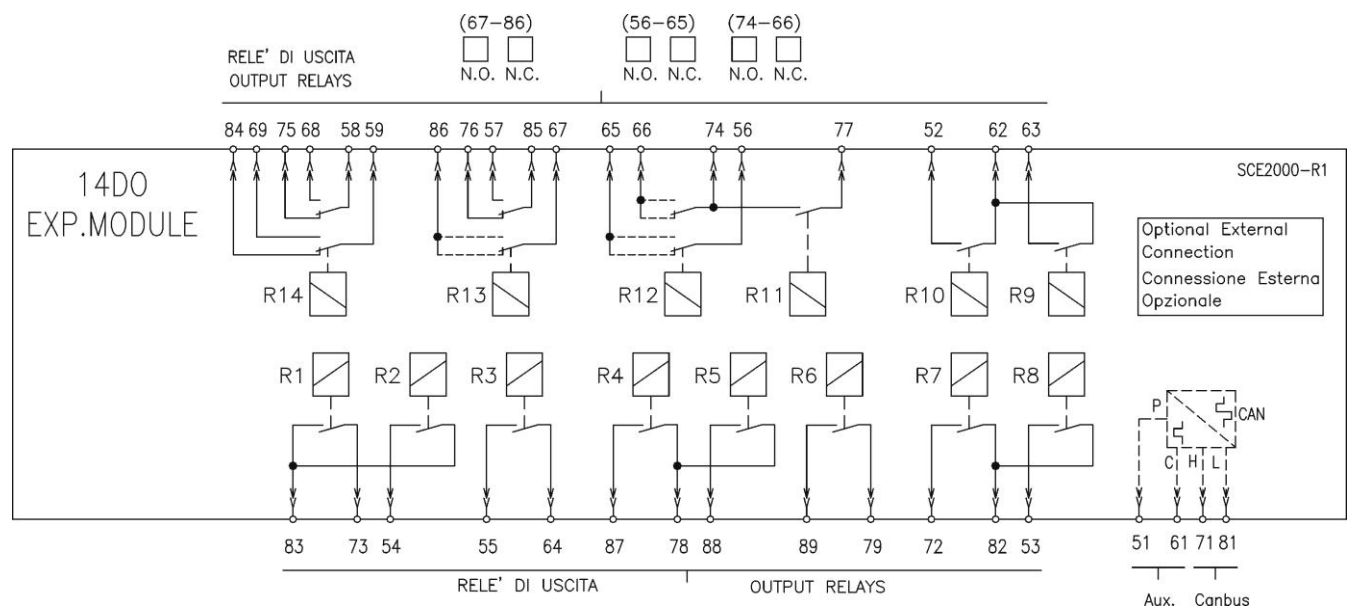 (67-86) (56-65) (74-66)
RELE' DI USCITA
OUTPUT RELAYS
N.O. N.C. N.O. N.C. N.O. N.C.
84 69 75 68 58 59 86 76 57 85 67 65 66 74 56 77 52 62 63
14DO
EXP.MODULE
SCE2000-R1
Optional External
Connection
Connessione Esterna
Opzionale
R14 R13 R12 R11 R10 R9
R1 R2 R3 R4 R5 R6 R7 R8
P CAN
C H L
83 73 54 55 64 87 78 88 89 79 72 82 53 51 61 71 81
RELE' DI USCITA OUTPUT RELAYS
Aux. Canbus